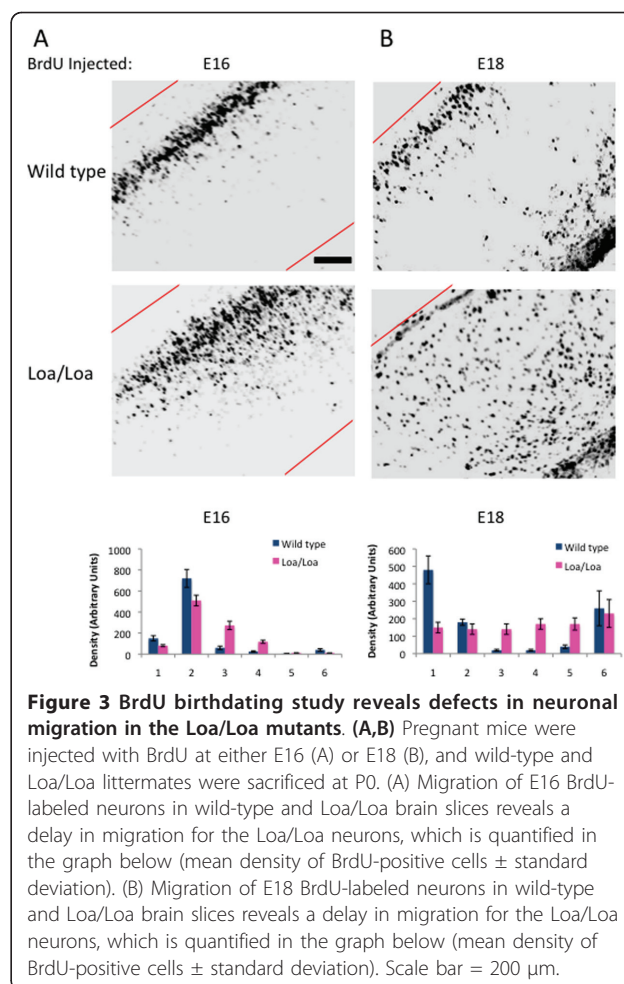 A
B
BrdU Injected: E16 E18
Wild type
Loa/Loa
E16
E18
Density (Arbitrary Units)
1000
800
600
400
200
0
Wild type
Loa/Loa
1 2 3 4 5 6
Density (Arbitrary Units)
600
500
400
300
200
100
0
Wild type
Loa/Loa
1 2 3 4 5 6
Figure 3 BrdU birthdating study reveals defects in neuronal
migration in the Loa/Loa mutants. (A,B) Pregnant mice were
injected with BrdU at either E16 (A) or E18 (B), and wild-type and
Loa/Loa littermates were sacrificed at P0. (A) Migration of E16 BrdU-
labeled neurons in wild-type and Loa/Loa brain slices reveals a
delay in migration for the Loa/Loa neurons, which is quantified in
the graph below (mean density of BrdU-positive cells ± standard
deviation). (B) Migration of E18 BrdU-labeled neurons in wild-type
and Loa/Loa brain slices reveals a delay in migration for the Loa/Loa
neurons, which is quantified in the graph below (mean density of
BrdU-positive cells ± standard deviation). Scale bar = 200 μm.